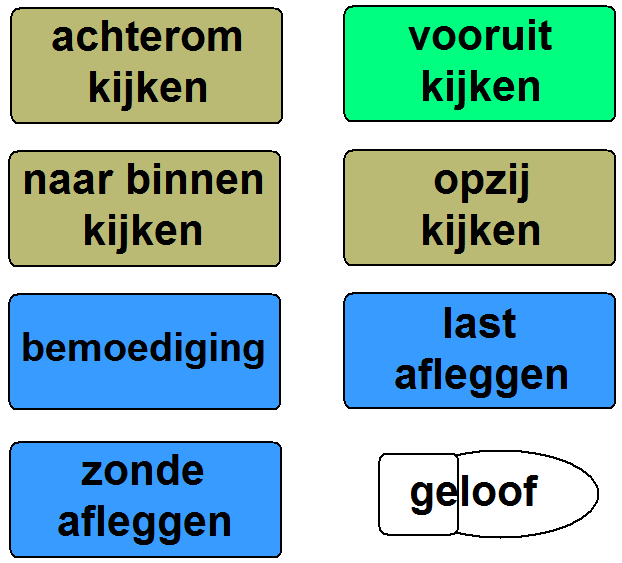 achterom
kijken
vooruit
kijken
naar binnen
kijken
opzij
kijken
bemoediging
last
afleggen
zonde
afleggen
geloof